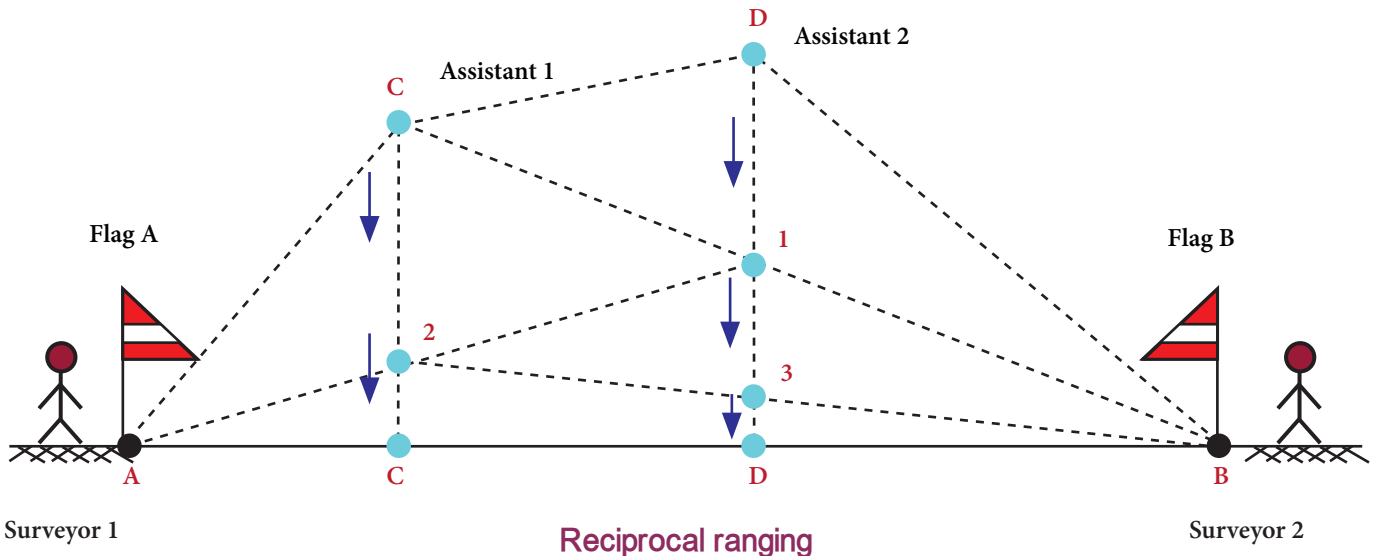 D
Assistant 2
Assistant 1
C
Flag A
1
Flag B
2
3
A
C
D
B
Surveyor 1
Reciprocal ranging
Surveyor 2